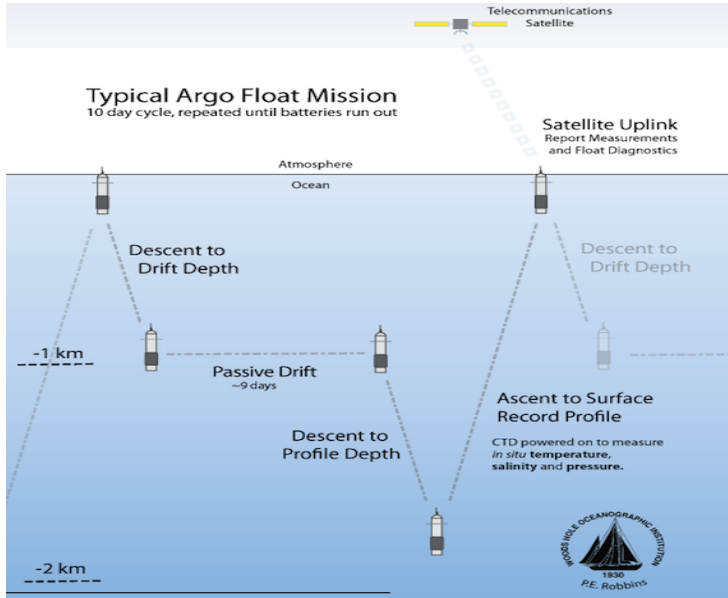 Telecommunications
Satellite
Typical Argo Float Mission
10 day cycle, repeated until batteries run out
Satellite Uplink
Report Measurements
and Float Diagnostics
Atmosphere
Ocean
Descent to
Drift Depth
Descent to
Drift Depth
-1 km
Passive Drift
~9 days
Ascent to Surface
Record Profile
Descent to
Profile Depth
CTD powered on to measure
in situ temperature,
salinity and pressure.
WOODS HOLE OCEANOGRAPHIC INSTITUTION
1930
P.E. Robbins
-2 km